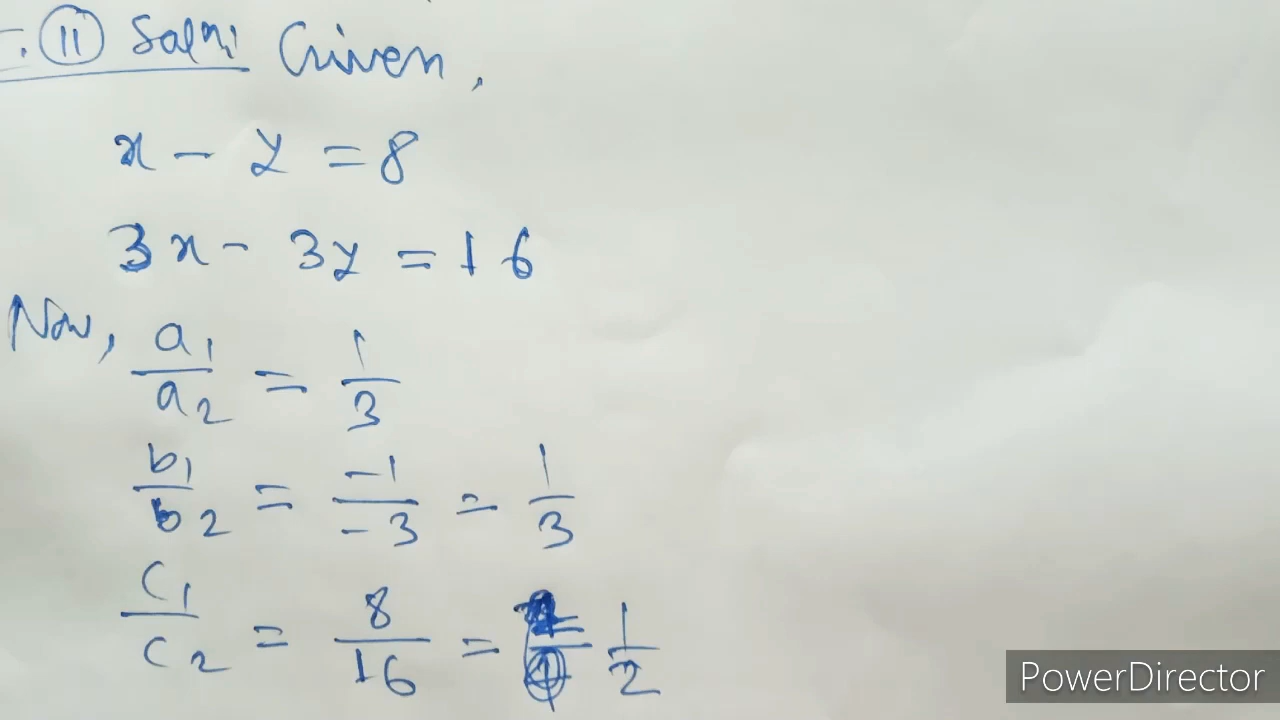 (11) Soln: Given,
x - y = 8
3x - 3y = 16
Now, a1/a2 = 1/3
b1/b2 = -1/-3 = 1/3
c1/c2 = 8/16 = 1/2
PowerDirector